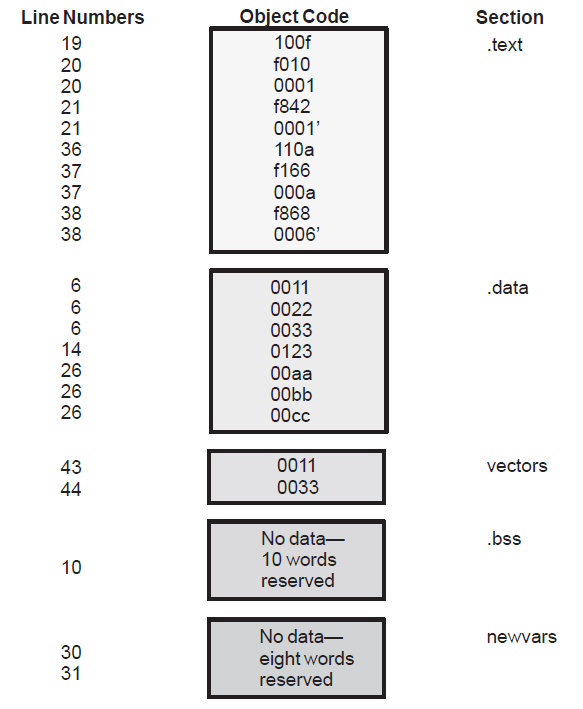 Line Numbers Object Code Section
19 100f .text
20 f010
20 0001
21 f842
21 0001’
36 110a
37 f166
37 000a
38 f868
38 0006’
6 0011 .data
6 0022
6 0033
14 0123
26 00aa
26 00bb
26 00cc
43 0011 vectors
44 0033
No data— .bss
10 words
10 reserved
No data— newvars
30 eight words
31 reserved